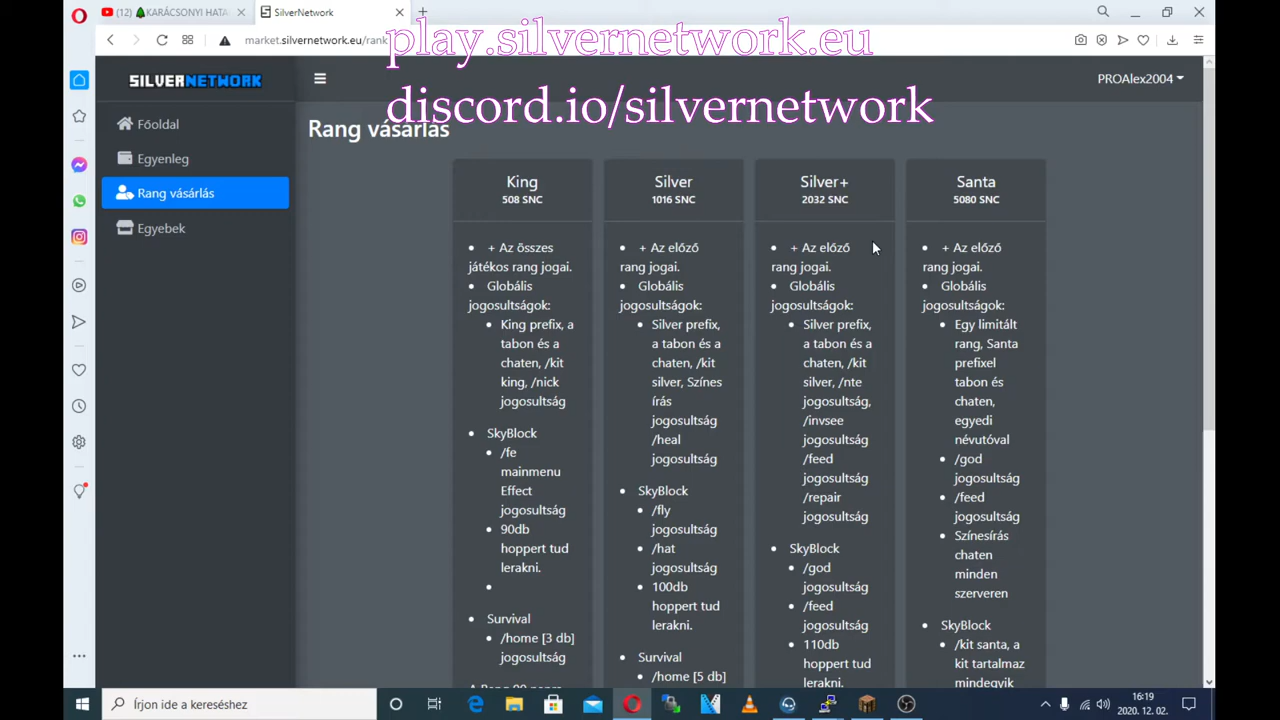 (12) 🎄KARÁCSONYI HATA
SilverNetwork
market.silvernetwork.eu/rank
play.silvernetwork.eu
discord.io/silvernetwork
SILVERNETWORK
PROAlex2004
Főoldal
Egyenleg
Rang vásárlás
Egyebek
Rang vásárlás
King
508 SNC
+ Az összes
játékos rang jogai.
Globális
jogosultságok:
King prefix, a
tabon és a
chaten, /kit
king, /nick
jogosultság
SkyBlock
/fe
mainmenu
Effect
jogosultság
90db
hoppert tud
lerakni.
Survival
/home [3 db]
jogosultság
Silver
1016 SNC
+ Az előző
rang jogai.
Globális
jogosultságok:
Silver prefix,
a tabon és a
chaten, /kit
silver, Színes
írás
jogosultság
/heal
jogosultság
SkyBlock
/fly
jogosultság
/hat
jogosultság
100db
hoppert tud
lerakni.
Survival
/home [5 db]
Silver+
2032 SNC
+ Az előző
rang jogai.
Globális
jogosultságok:
Silver prefix,
a tabon és a
chaten, /kit
silver, /nte
jogosultság,
/invsee
jogosultság
/feed
jogosultság
/repair
jogosultság
SkyBlock
/god
jogosultság
/feed
jogosultság
110db
hoppert tud
lerakni.
Santa
5080 SNC
+ Az előző
rang jogai.
Globális
jogosultságok:
Egy limitált
rang, Santa
prefixel
tabon és
chaten,
egyedi
névutóval
/god
jogosultság
/feed
jogosultság
Színesírás
chaten
minden
szerveren
SkyBlock
/kit santa, a
kit tartalmaz
mindegyik
Írjon ide a kereséshez
16:19
2020. 12. 02.